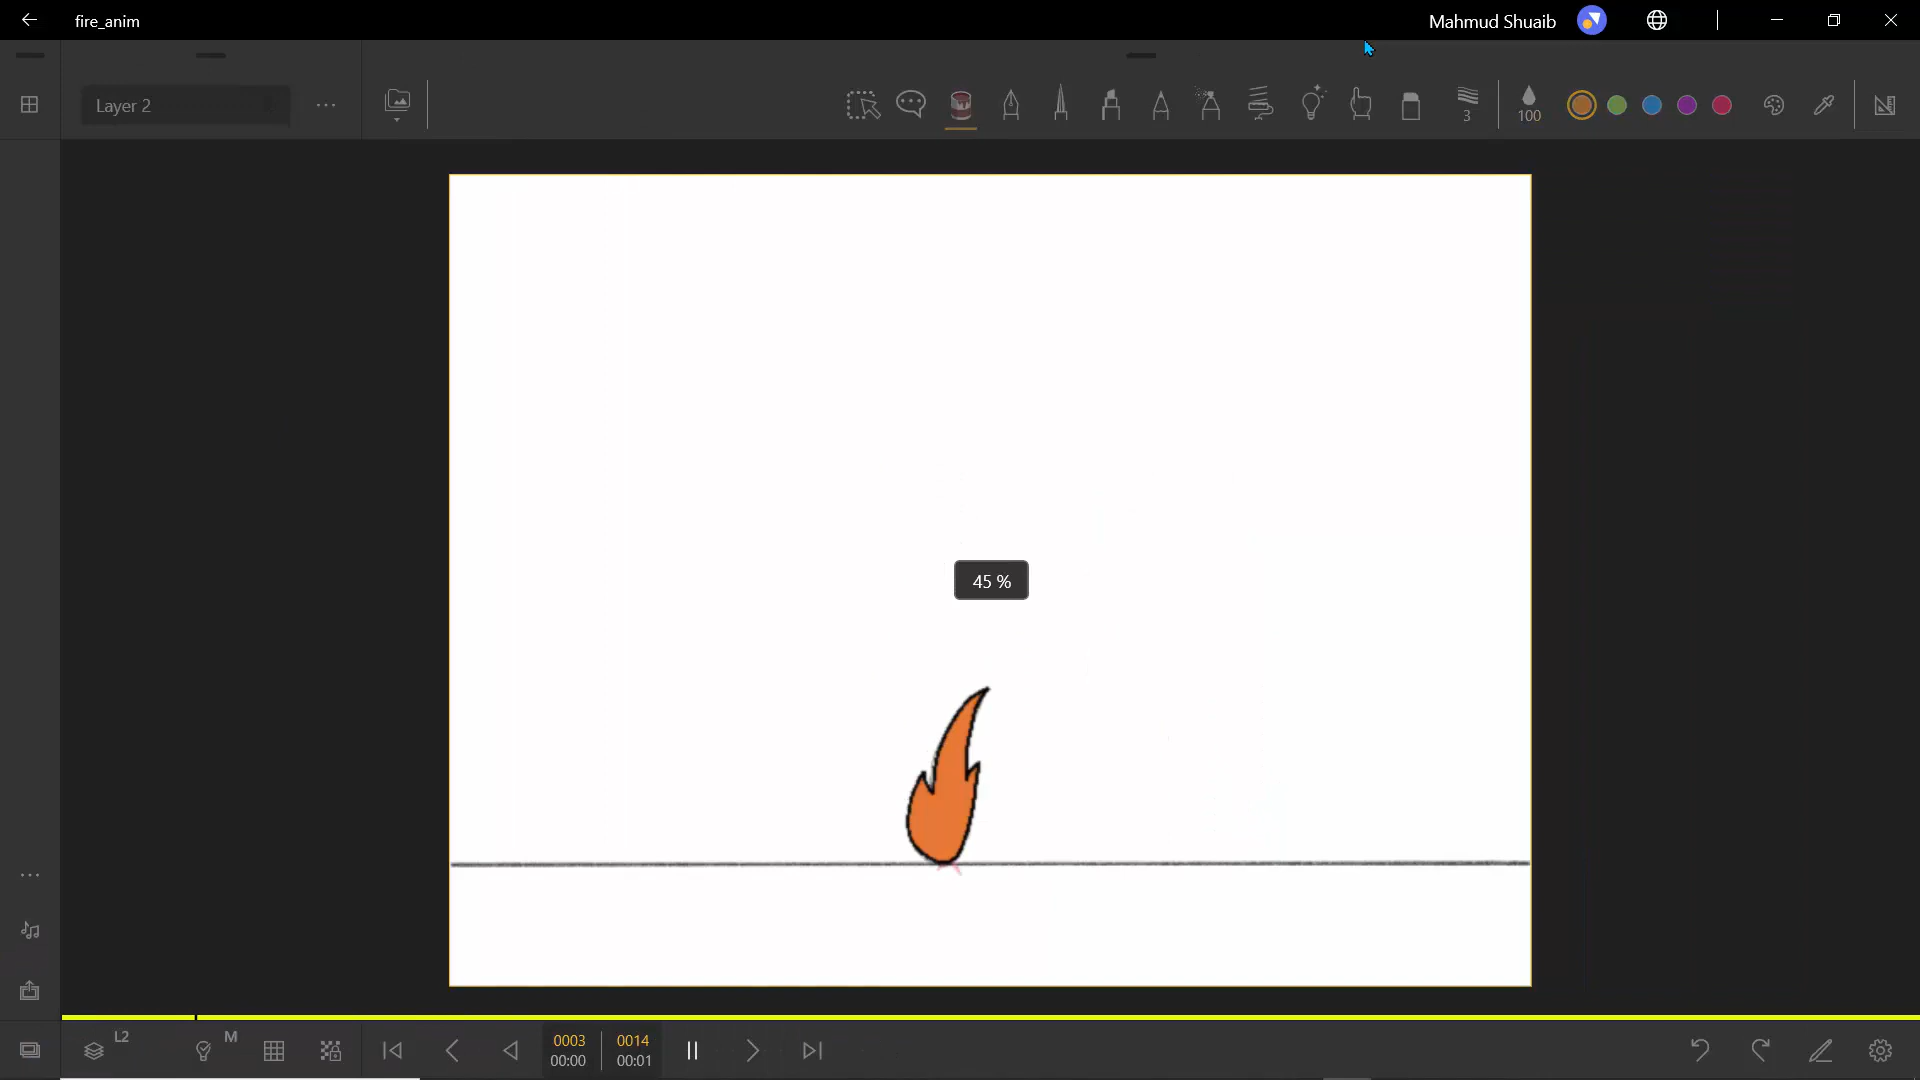 fire_anim
Mahmud Shuaib
Layer 2
3
100
45 %
L2
M
0003
00:00
0014
00:01